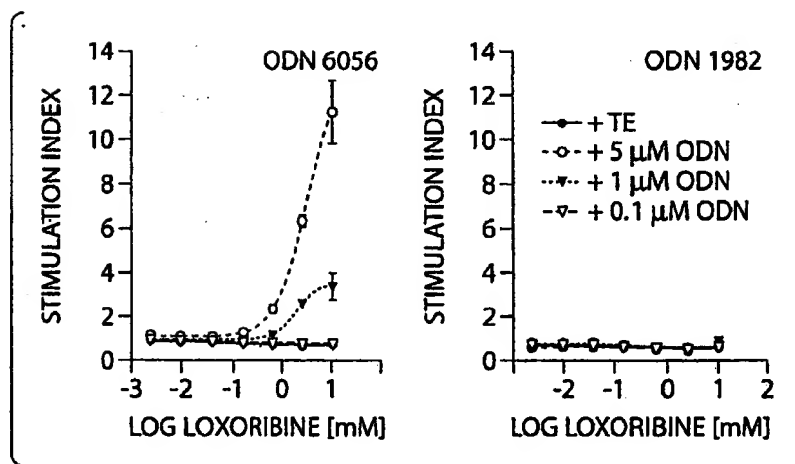 ODN 6056
STIMULATION INDEX
14
12
10
8
6
4
2
0
-3 -2 -1 0 1 2
LOG LOXORIBINE [mM]
ODN 1982
STIMULATION INDEX
14
12
10
8
6
4
2
0
+ TE
+ 5 μM ODN
+ 1 μM ODN
+ 0.1 μM ODN
-2 -1 0 1 2
LOG LOXORIBINE [mM]